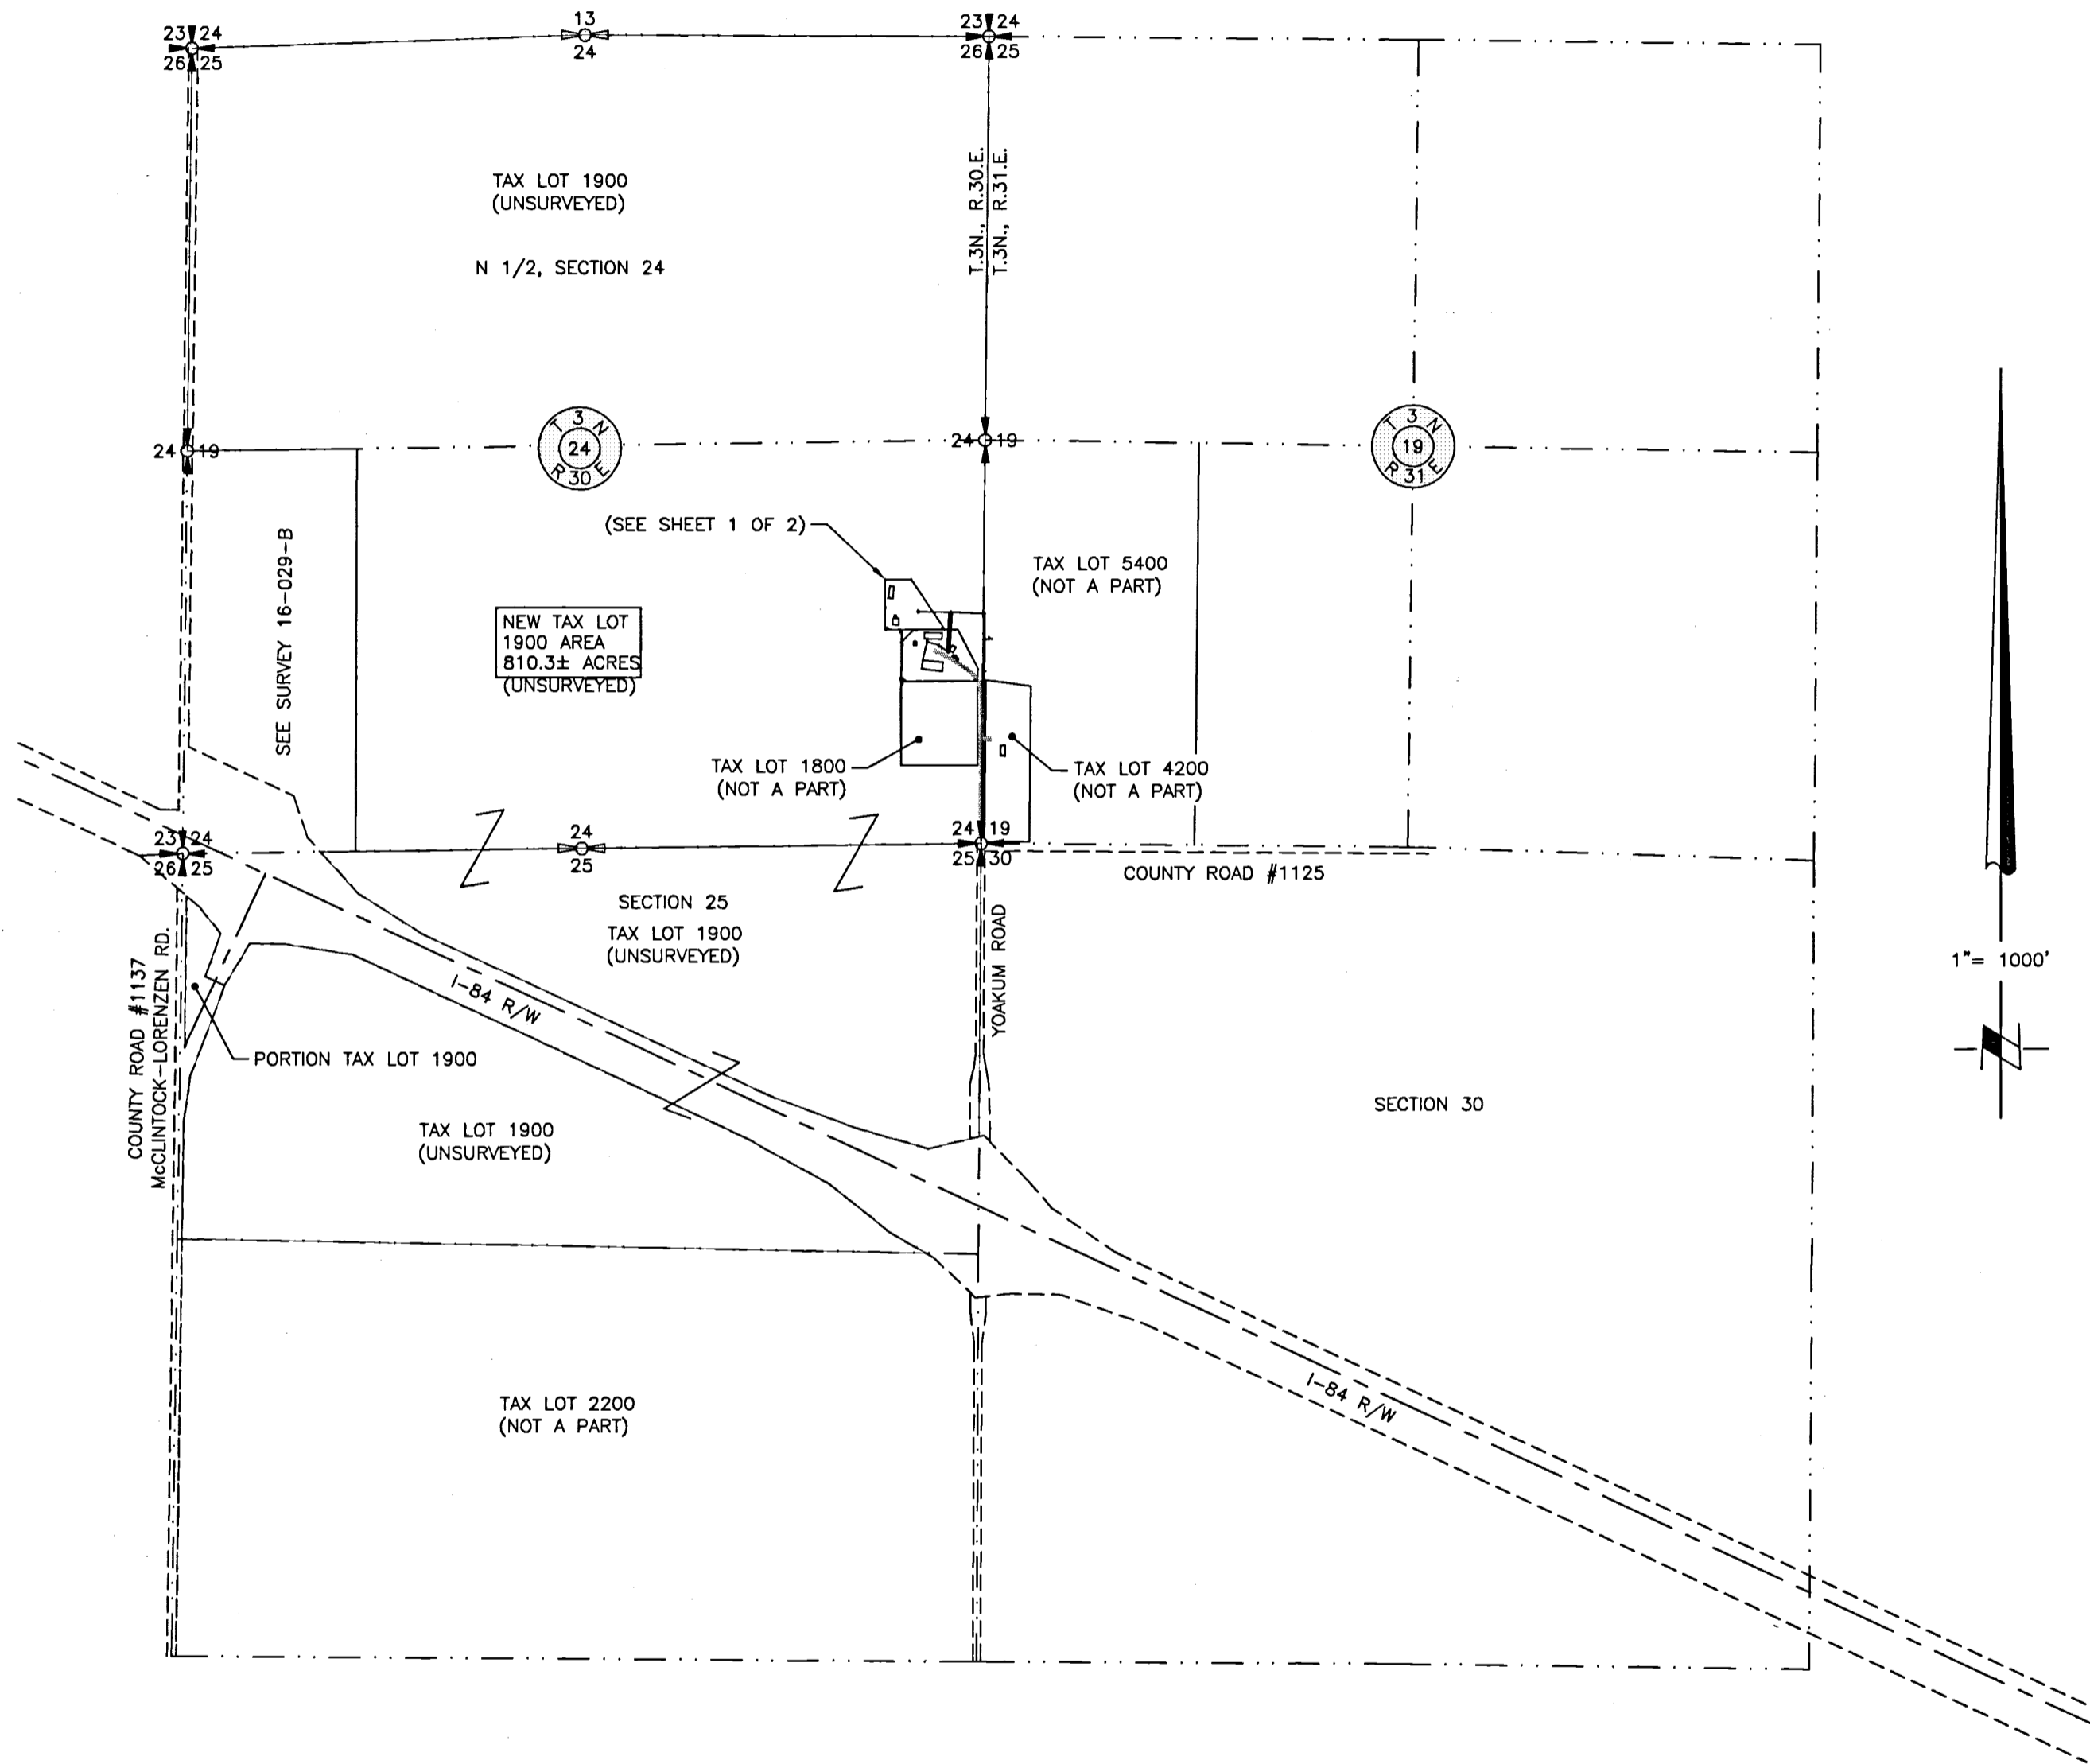 23 24
26 25
13
24
23 24
26 25
TAX LOT 1900
(UNSURVEYED)
N 1/2, SECTION 24
T.3N., R.30.E.
T.3N., R.31.E.
24 19
T 3 N
24
R 30 E
24 19
T 3 N
19
R 31 E
(SEE SHEET 1 OF 2)
SEE SURVEY 16-029-B
TAX LOT 5400
(NOT A PART)
NEW TAX LOT
1900 AREA
810.3± ACRES
(UNSURVEYED)
TAX LOT 1800
(NOT A PART)
TAX LOT 4200
(NOT A PART)
23 24
26 25
24
25
24 19
25 30
COUNTY ROAD #1125
SECTION 25
TAX LOT 1900
(UNSURVEYED)
YOAKUM ROAD
1"= 1000'
I-84 R/W
COUNTY ROAD #1137
McCLINTOCK-LORENZEN RD.
PORTION TAX LOT 1900
SECTION 30
TAX LOT 1900
(UNSURVEYED)
TAX LOT 2200
(NOT A PART)
I-84 R/W
N